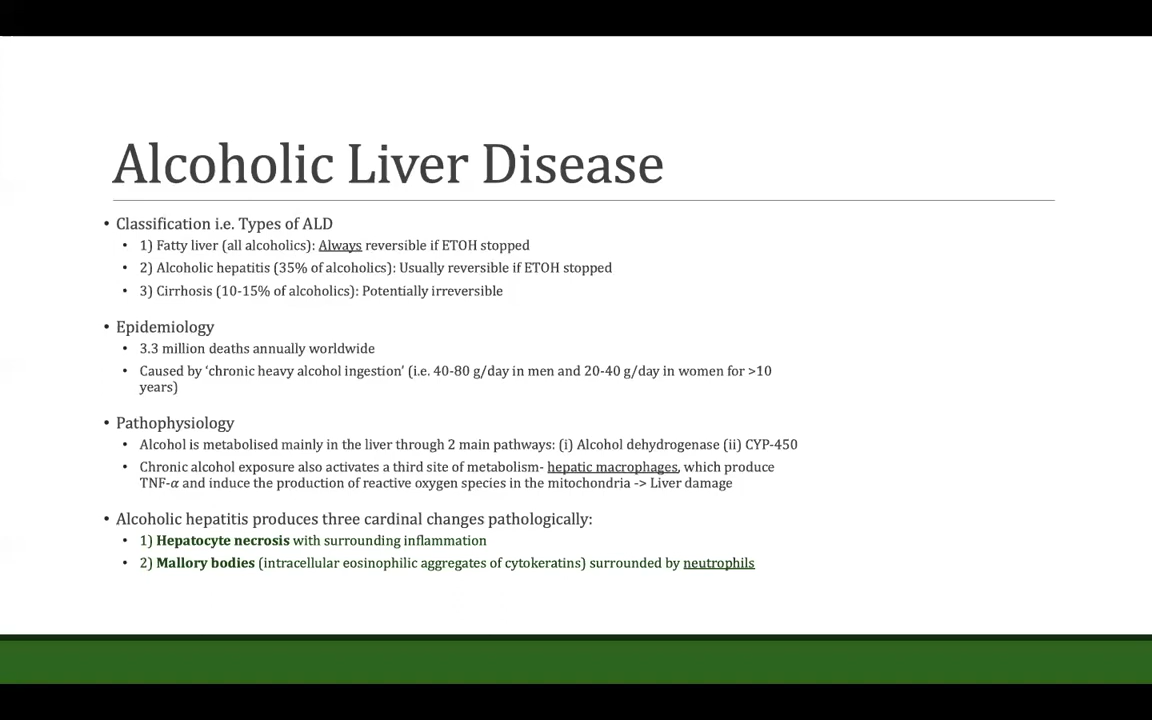 Alcoholic Liver Disease
• Classification i.e. Types of ALD
• 1) Fatty liver (all alcoholics): Always reversible if ETOH stopped
• 2) Alcoholic hepatitis (35% of alcoholics): Usually reversible if ETOH stopped
• 3) Cirrhosis (10-15% of alcoholics): Potentially irreversible
• Epidemiology
• 3.3 million deaths annually worldwide
• Caused by ‘chronic heavy alcohol ingestion’ (i.e. 40-80 g/day in men and 20-40 g/day in women for >10
years)
• Pathophysiology
• Alcohol is metabolised mainly in the liver through 2 main pathways: (i) Alcohol dehydrogenase (ii) CYP-450
• Chronic alcohol exposure also activates a third site of metabolism- hepatic macrophages, which produce
TNF-α and induce the production of reactive oxygen species in the mitochondria -> Liver damage
• Alcoholic hepatitis produces three cardinal changes pathologically:
• 1) Hepatocyte necrosis with surrounding inflammation
• 2) Mallory bodies (intracellular eosinophilic aggregates of cytokeratins) surrounded by neutrophils